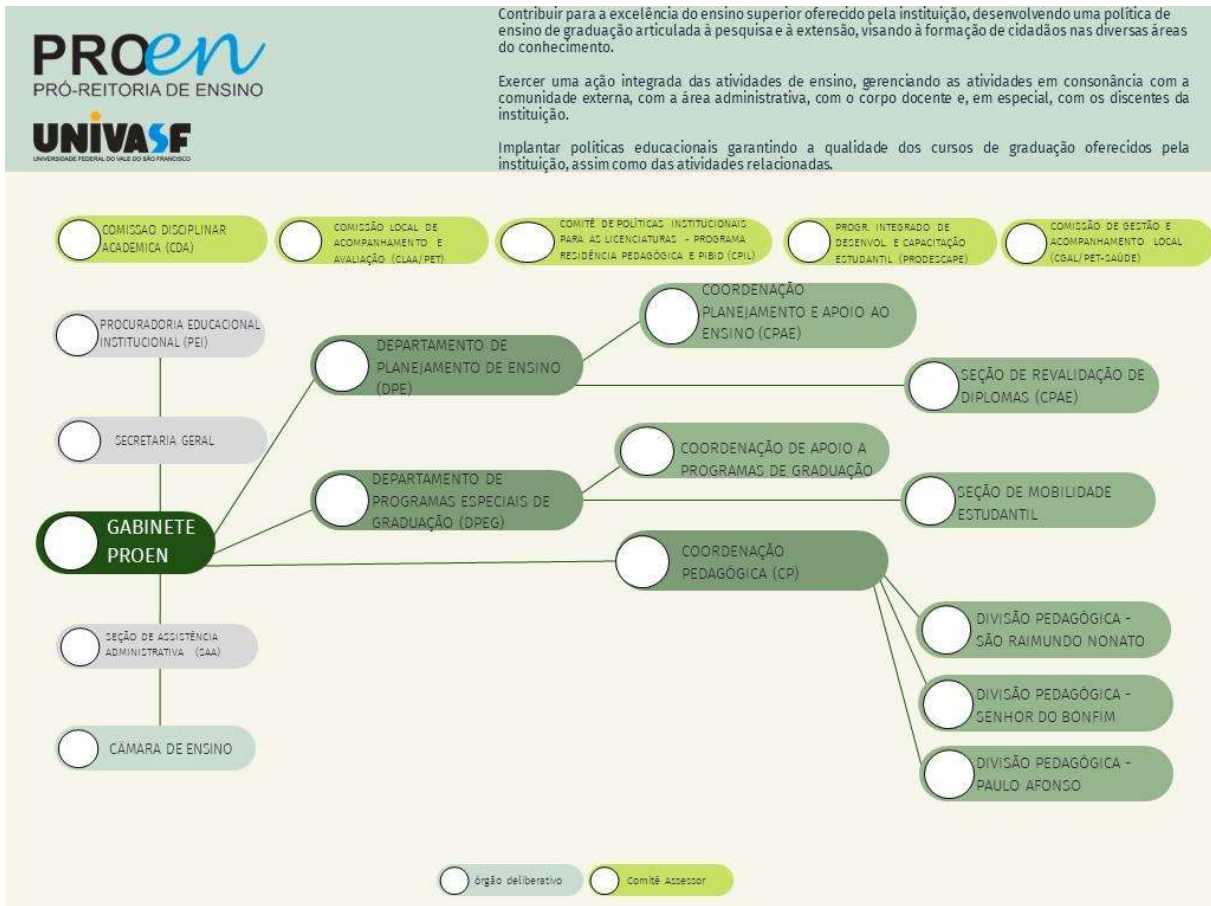 PROen
PRÓ-REITORIA DE ENSINO
UNIVASF
UNIVERSIDADE FEDERAL DO VALE DO SÃO FRANCISCO
Contribuir para a excelência do ensino superior oferecido pela instituição, desenvolvendo uma política de
ensino de graduação articulada à pesquisa e à extensão, visando à formação de cidadãos nas diversas áreas
do conhecimento.
Exercer uma ação integrada das atividades de ensino, gerenciando as atividades em consonância com a
comunidade externa, com a área administrativa, com o corpo docente e, em especial, com os discentes da
instituição.
Implantar políticas educacionais garantindo a qualidade dos cursos de graduação oferecidos pela
instituição, assim como das atividades relacionadas.
COMISSAO DISCIPLINAR
ACADEMICA (CDA)
COMISSÃO LOCAL DE
ACOMPANHAMENTO E
AVALIAÇÃO (CLAA/PET)
COMITÊ DE POLÍTICAS INSTITUCIONAIS
PARA AS LICENCIATURAS - PROGRAMA
RESIDÊNCIA PEDAGÓGICA E PIBID (CPIL)
PROGR. INTEGRADO DE
DESENVOL. E CAPACITAÇÃO
ESTUDANTIL (PRODESCAPE)
COMISSÃO DE GESTÃO E
ACOMPANHAMENTO LOCAL
(CGAL/PET-SAÚDE)
PROCURADORIA EDUCACIONAL
INSTITUCIONAL (PEI)
SECRETARIA GERAL
GABINETE
PROEN
SEÇÃO DE ASSISTÊNCIA
ADMINISTRATIVA (SAA)
CÂMARA DE ENSINO
DEPARTAMENTO DE
PLANEJAMENTO DE ENSINO
(DPE)
COORDENAÇÃO
PLANEJAMENTO E APOIO AO
ENSINO (CPAE)
SEÇÃO DE REVALIDAÇÃO DE
DIPLOMAS (CPAE)
DEPARTAMENTO DE
PROGRAMAS ESPECIAIS DE
GRADUAÇÃO (DPEG)
COORDENAÇÃO DE APOIO A
PROGRAMAS DE GRADUAÇÃO
SEÇÃO DE MOBILIDADE
ESTUDANTIL
COORDENAÇÃO
PEDAGÓGICA (CP)
DIVISÃO PEDAGÓGICA -
SÃO RAIMUNDO NONATO
DIVISÃO PEDAGÓGICA -
SENHOR DO BONFIM
DIVISÃO PEDAGÓGICA -
PAULO AFONSO
órgão deliberativo
Comitê Assessor